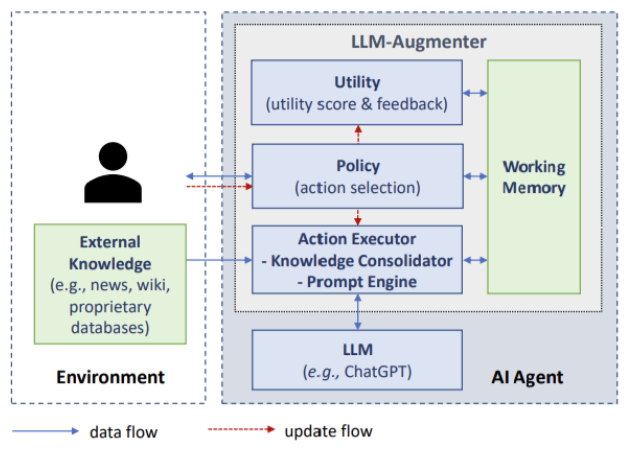 LLM-Augmenter
Utility
(utility score & feedback)
Policy
(action selection)
Working
Memory
External
Knowledge
(e.g., news, wiki,
proprietary
databases)
Action Executor
- Knowledge Consolidator
- Prompt Engine
LLM
(e.g., ChatGPT)
Environment
AI Agent
data flow
update flow